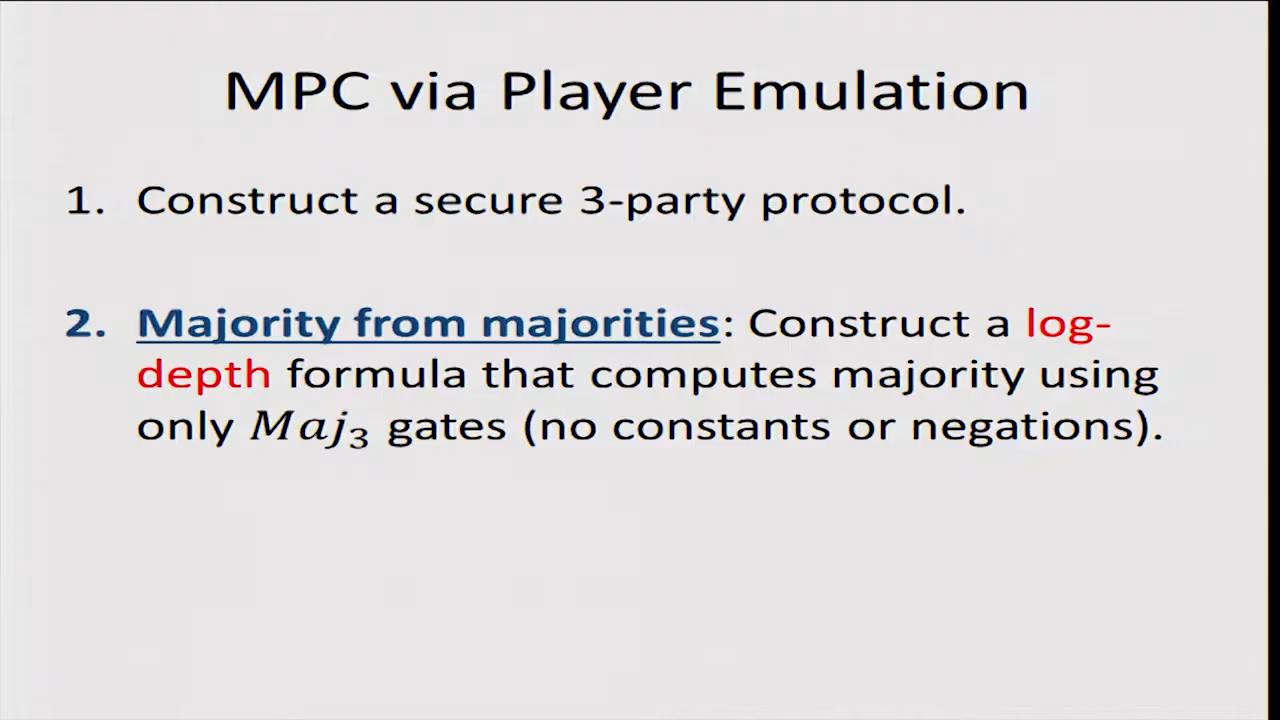 MPC via Player Emulation
1. Construct a secure 3-party protocol.
2. Majority from majorities: Construct a log-
depth formula that computes majority using
only Maj₃ gates (no constants or negations).